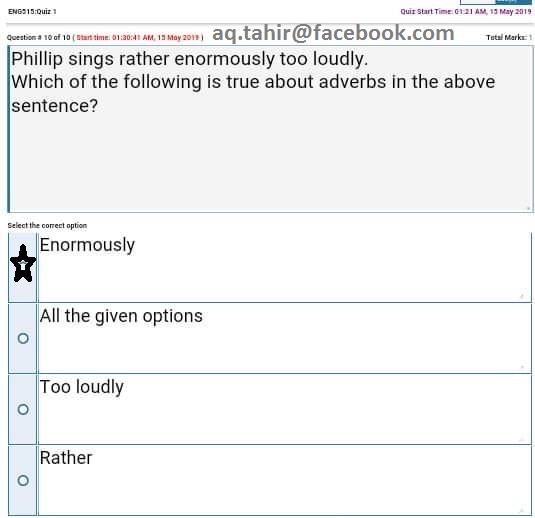 ENG515:Quiz 1
Quiz Start Time: 01:21 AM, 15 May 2019
Question # 10 of 10 ( Start time: 01:30:41 AM, 15 May 2019 )
aq.tahir@facebook.com
Total Marks: 1
Phillip sings rather enormously too loudly.
Which of the following is true about adverbs in the above
sentence?
Select the correct option
Enormously
All the given options
Too loudly
Rather